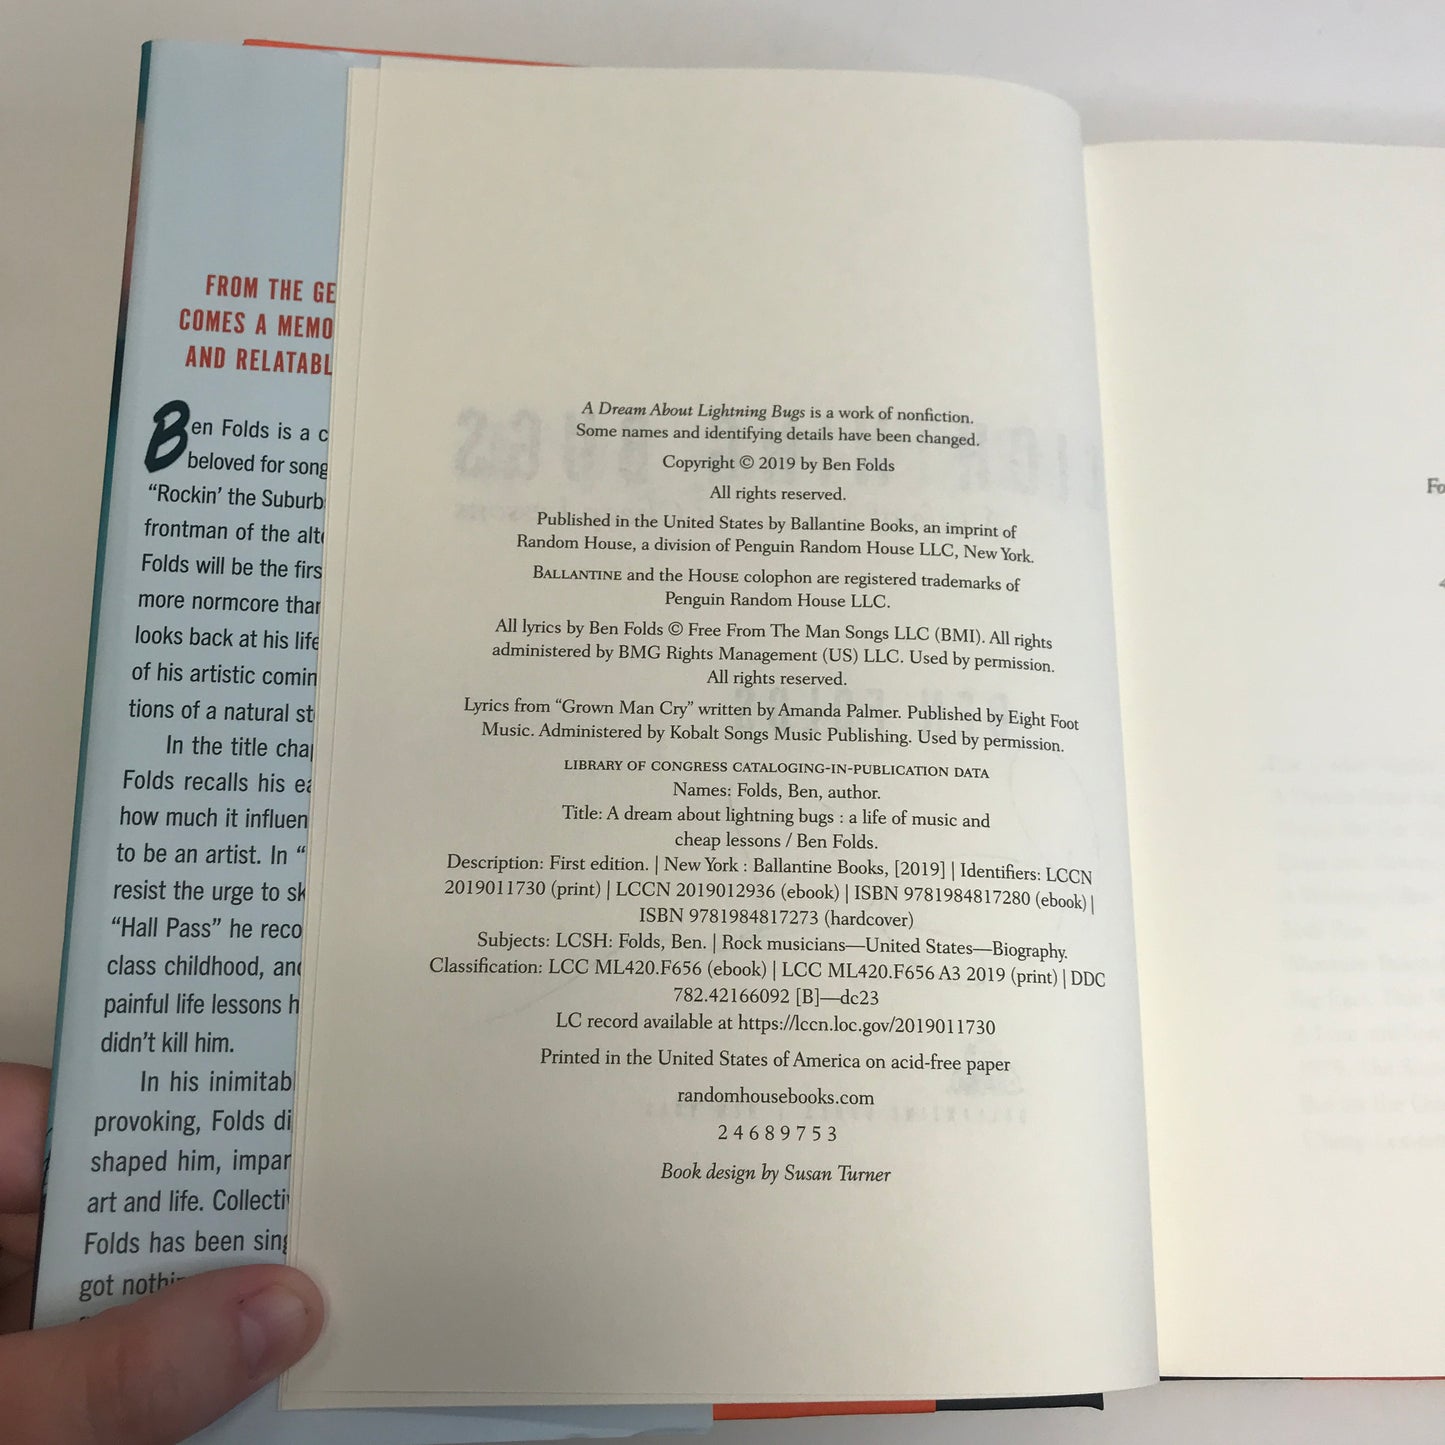 FROM THE GE
COMES A MEMO
AND RELATABL
Ben Folds is a c
beloved for song
“Rockin’ the Suburb
frontman of the alt
Folds will be the firs
more normcore than
looks back at his life
of his artistic comin
tions of a natural st
In the title chap
Folds recalls his ea
how much it influen
to be an artist. In “
resist the urge to sk
“Hall Pass” he reco
class childhood, and
painful life lessons h
didn’t kill him.
In his inimitab
provoking, Folds di
shaped him, impar
art and life. Collecti
Folds has been sing
got nothin
A Dream About Lightning Bugs is a work of nonfiction.
Some names and identifying details have been changed.
Copyright © 2019 by Ben Folds
All rights reserved.
Published in the United States by Ballantine Books, an imprint of
Random House, a division of Penguin Random House LLC, New York.
BALLANTINE and the HOUSE colophon are registered trademarks of
Penguin Random House LLC.
All lyrics by Ben Folds © Free From The Man Songs LLC (BMI). All rights
administered by BMG Rights Management (US) LLC. Used by permission.
All rights reserved.
Lyrics from “Grown Man Cry” written by Amanda Palmer. Published by Eight Foot
Music. Administered by Kobalt Songs Music Publishing. Used by permission.
LIBRARY OF CONGRESS CATALOGING-IN-PUBLICATION DATA
Names: Folds, Ben, author.
Title: A dream about lightning bugs : a life of music and
cheap lessons / Ben Folds.
Description: First edition. | New York : Ballantine Books, [2019] | Identifiers: LCCN
2019011730 (print) | LCCN 2019012936 (ebook) | ISBN 9781984817280 (ebook) |
ISBN 9781984817273 (hardcover)
Subjects: LCSH: Folds, Ben. | Rock musicians—United States—Biography.
Classification: LCC ML420.F656 (ebook) | LCC ML420.F656 A3 2019 (print) | DDC
782.42166092 [B]—dc23
LC record available at https://lccn.loc.gov/2019011730
Printed in the United States of America on acid-free paper
randomhousebooks.com
2 4 6 8 9 7 5 3
Book design by Susan Turner
Fo